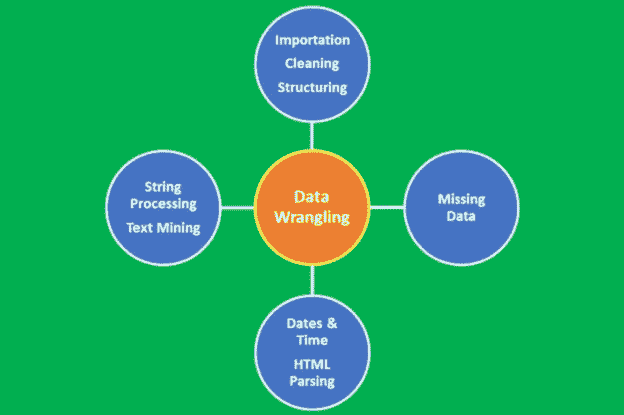 Importation
Cleaning
Structuring
String
Processing
Text Mining
Data
Wrangling
Missing
Data
Dates &
Time
HTML
Parsing